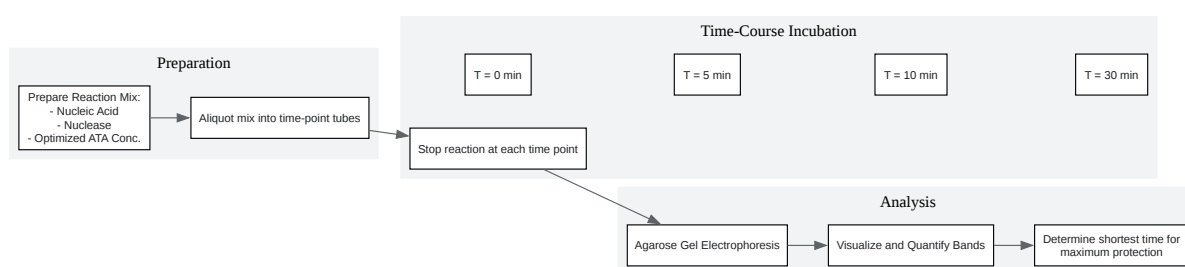 Time-Course Incubation
Preparation
T = 0 min
T = 5 min
T = 10 min
T = 30 min
Prepare Reaction Mix:
- Nucleic Acid
- Nuclease
- Optimized ATA Conc.
Aliquot mix into time-point tubes
Stop reaction at each time point
Analysis
Agarose Gel Electrophoresis
Visualize and Quantify Bands
Determine shortest time for
maximum protection